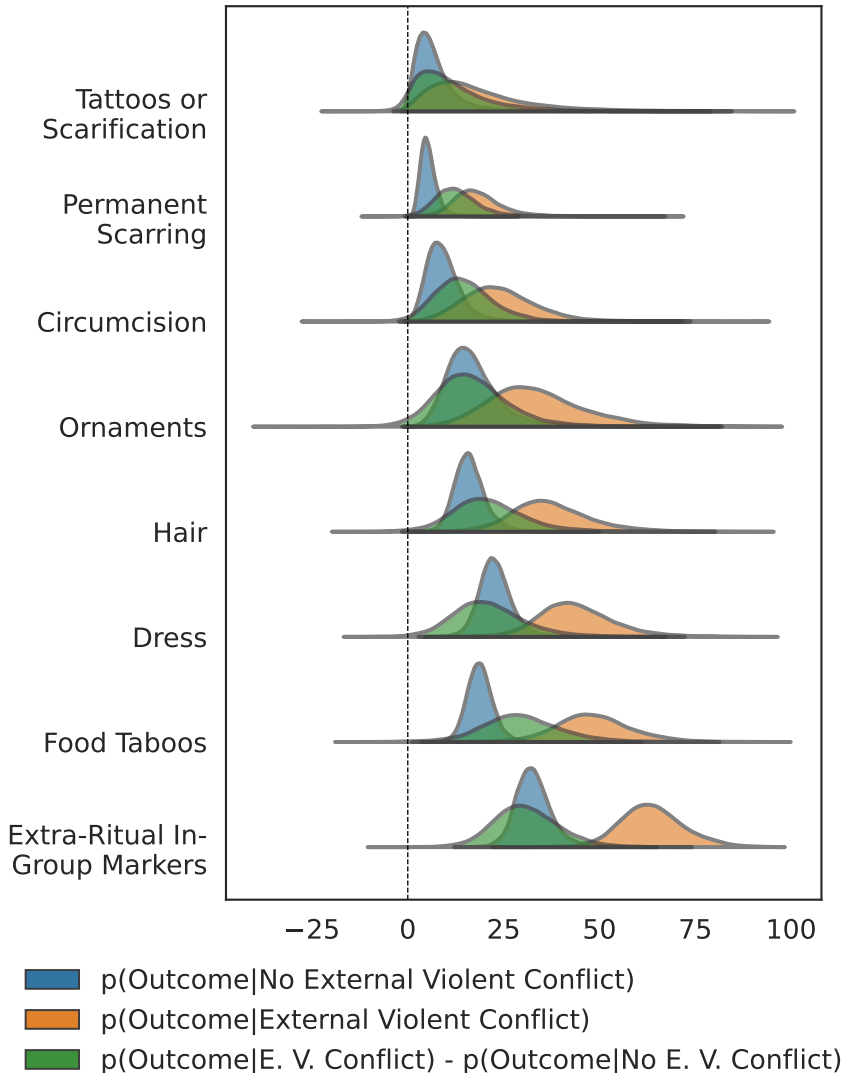 Tattoos or
Scarification
Permanent
Scarring
Circumcision
Ornaments
Hair
Dress
Food Taboos
Extra-Ritual In-
Group Markers
−25 0 25 50 75 100
p(Outcome|No External Violent Conflict)
p(Outcome|External Violent Conflict)
p(Outcome|E. V. Conflict) - p(Outcome|No E. V. Conflict)